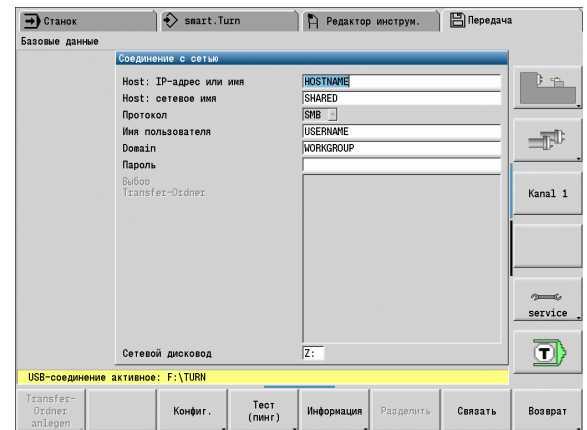 Станок
smart.Turn
Редактор инструм.
Передача
Базовые данные
Соединение с сетью
Host: IP-адрес или имя
HOSTNAME
Host: сетевое имя
SHARED
Протокол
SMB
Имя пользователя
USERNAME
Domain
WORKGROUP
Пароль
Выбор
Transfer-Ordner
Сетевой дисковод
Z:
Kanal 1
service
T
USB-соединение активное: F:\TURN
Transfer-
Ordner
anlegen
Конфиг.
Тест
(пинг)
Информация
Разделить
Связать
Возврат